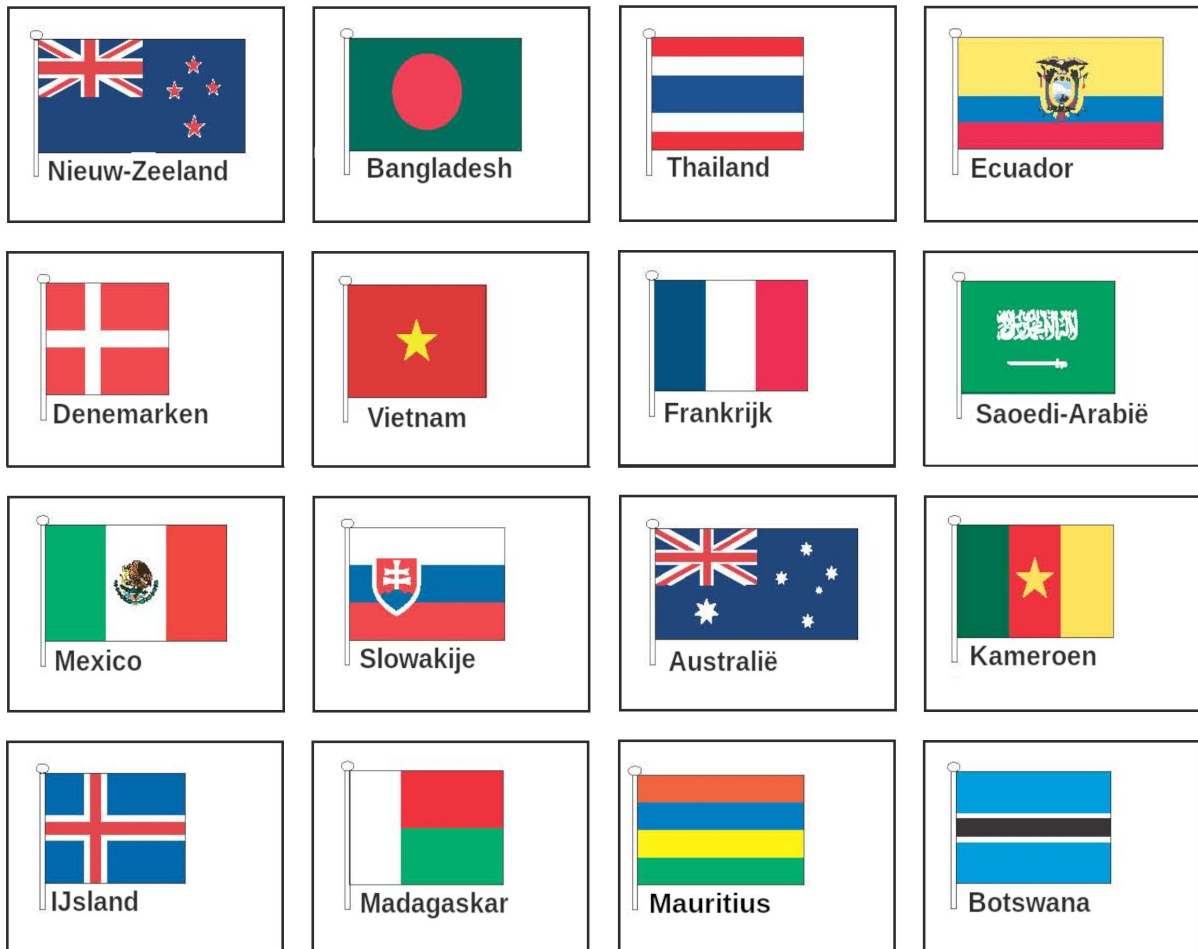 Nieuw-Zeeland
Bangladesh
Thailand
Ecuador
Denemarken
Vietnam
Frankrijk
Saoedi-Arabië
Mexico
Slowakije
Australië
Kameroen
IJsland
Madagaskar
Mauritius
Botswana